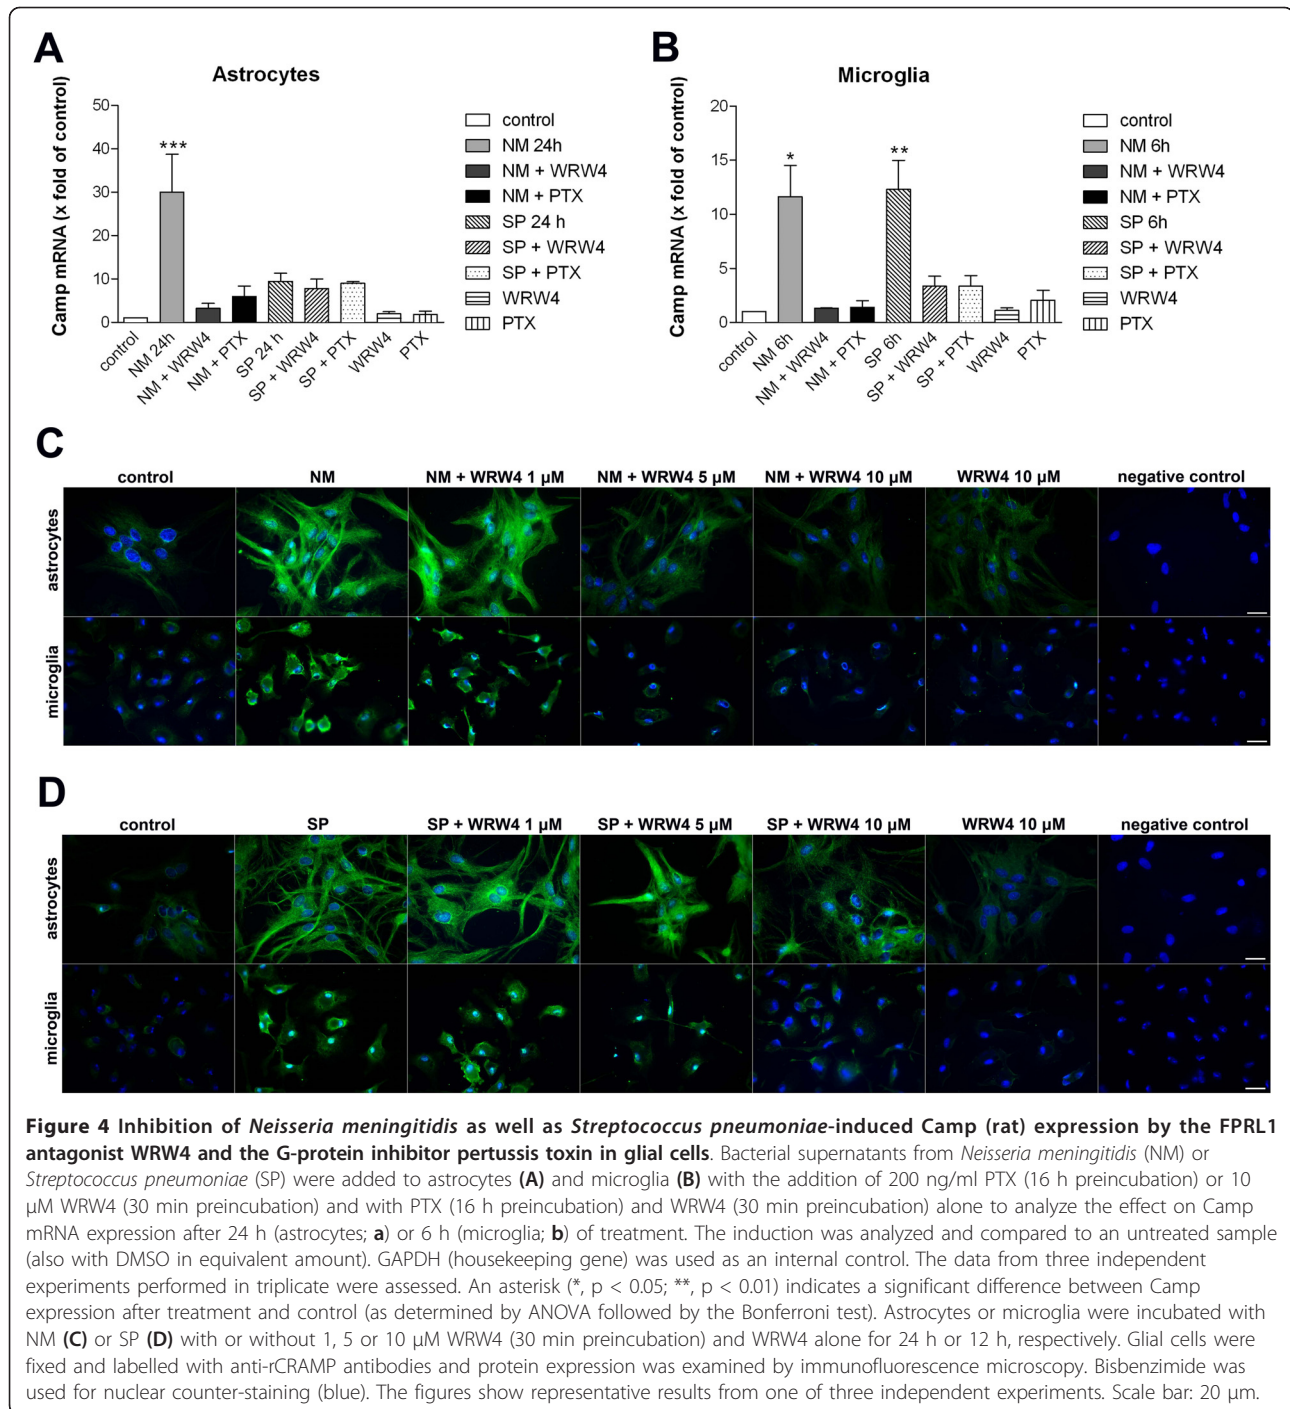 A
Astrocytes
Camp mRNA (x fold of control)
50
40
30
20
10
0
***
control
NM 24h
NM + WRW4
NM + PTX
SP 24 h
SP + WRW4
SP + PTX
WRW4
PTX
control
NM 24h
NM + WRW4
NM + PTX
SP 24 h
SP + WRW4
SP + PTX
WRW4
PTX
B
Microglia
Camp mRNA (x fold of control)
20
15
10
5
0
*
**
control
NM 6h
NM + WRW4
NM + PTX
SP 6h
SP + WRW4
SP + PTX
WRW4
PTX
control
NM 6h
NM + WRW4
NM + PTX
SP 6h
SP + WRW4
SP + PTX
WRW4
PTX
C
control NM NM + WRW4 1 µM NM + WRW4 5 µM NM + WRW4 10 µM WRW4 10 µM negative control
astrocytes
microglia
D
control SP SP + WRW4 1 µM SP + WRW4 5 µM SP + WRW4 10 µM WRW4 10 µM negative control
astrocytes
microglia
Figure 4 Inhibition of Neisseria meningitidis as well as Streptococcus pneumoniae-induced Camp (rat) expression by the FPRL1
antagonist WRW4 and the G-protein inhibitor pertussis toxin in glial cells. Bacterial supernatants from Neisseria meningitidis (NM) or
Streptococcus pneumoniae (SP) were added to astrocytes (A) and microglia (B) with the addition of 200 ng/ml PTX (16 h preincubation) or 10
µM WRW4 (30 min preincubation) and with PTX (16 h preincubation) and WRW4 (30 min preincubation) alone to analyze the effect on Camp
mRNA expression after 24 h (astrocytes; a) or 6 h (microglia; b) of treatment. The induction was analyzed and compared to an untreated sample
(also with DMSO in equivalent amount). GAPDH (housekeeping gene) was used as an internal control. The data from three independent
experiments performed in triplicate were assessed. An asterisk (*, p < 0.05; **, p < 0.01) indicates a significant difference between Camp
expression after treatment and control (as determined by ANOVA followed by the Bonferroni test). Astrocytes or microglia were incubated with
NM (C) or SP (D) with or without 1, 5 or 10 µM WRW4 (30 min preincubation) and WRW4 alone for 24 h or 12 h, respectively. Glial cells were
fixed and labelled with anti-rCRAMP antibodies and protein expression was examined by immunofluorescence microscopy. Bisbenzimide was
used for nuclear counter-staining (blue). The figures show representative results from one of three independent experiments. Scale bar: 20 µm.